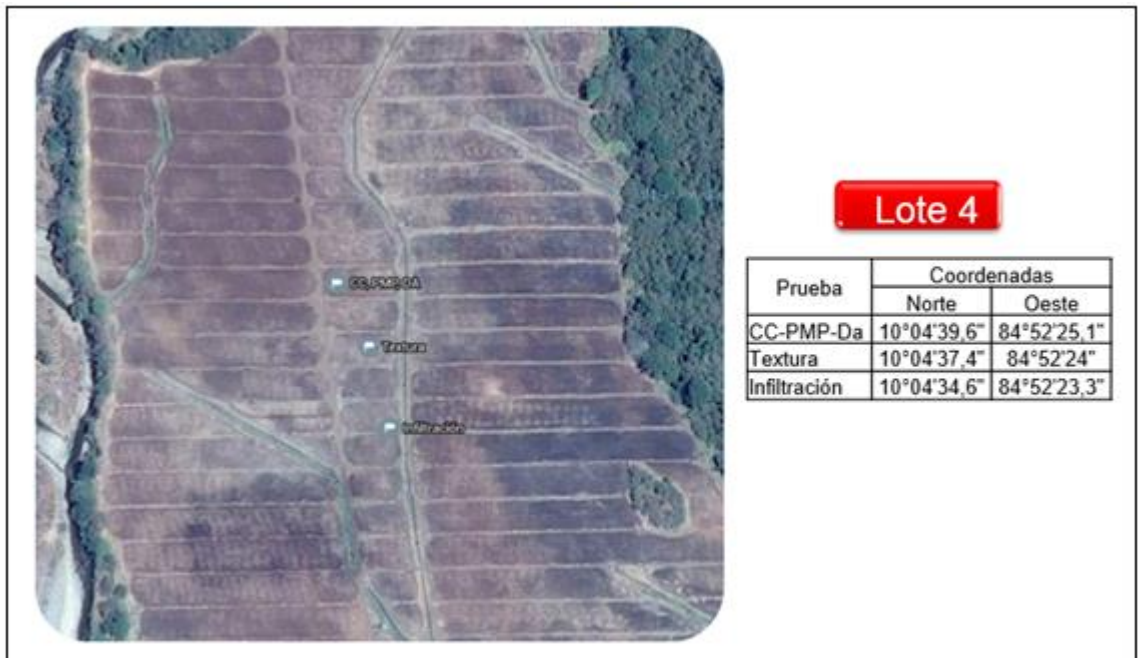 CC, PMP, DA
Textura
Infiltración
Lote 4
Prueba Coordenadas
Norte Oeste
CC-PMP-Da 10°04'39,6" 84°52'25,1"
Textura 10°04'37,4" 84°52'24"
Infiltración 10°04'34,6" 84°52'23,3"